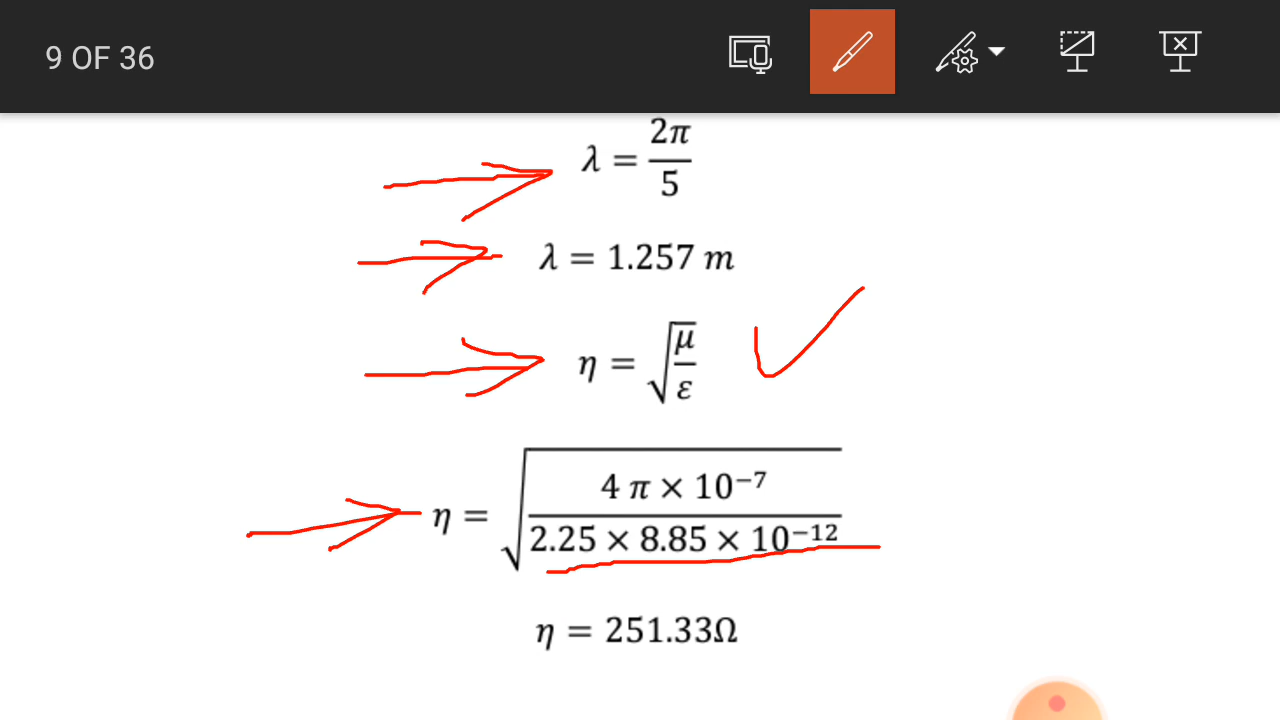 9 OF 36
λ = 2π/5
λ = 1.257 m
η = √(μ/ε)
η = √((4 π × 10⁻⁷)/(2.25 × 8.85 × 10⁻¹²))
η = 251.33Ω